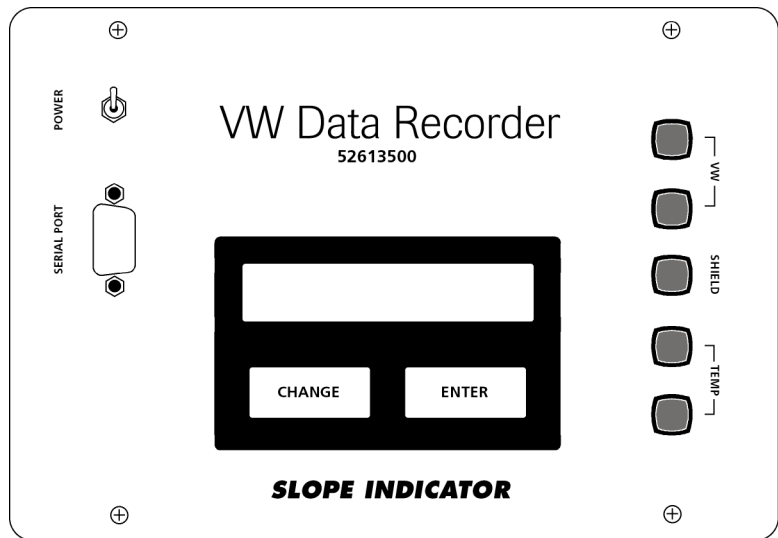 POWER
VW Data Recorder
52613500
VW
SERIAL PORT
SHIELD
TEMP
CHANGE
ENTER
SLOPE INDICATOR